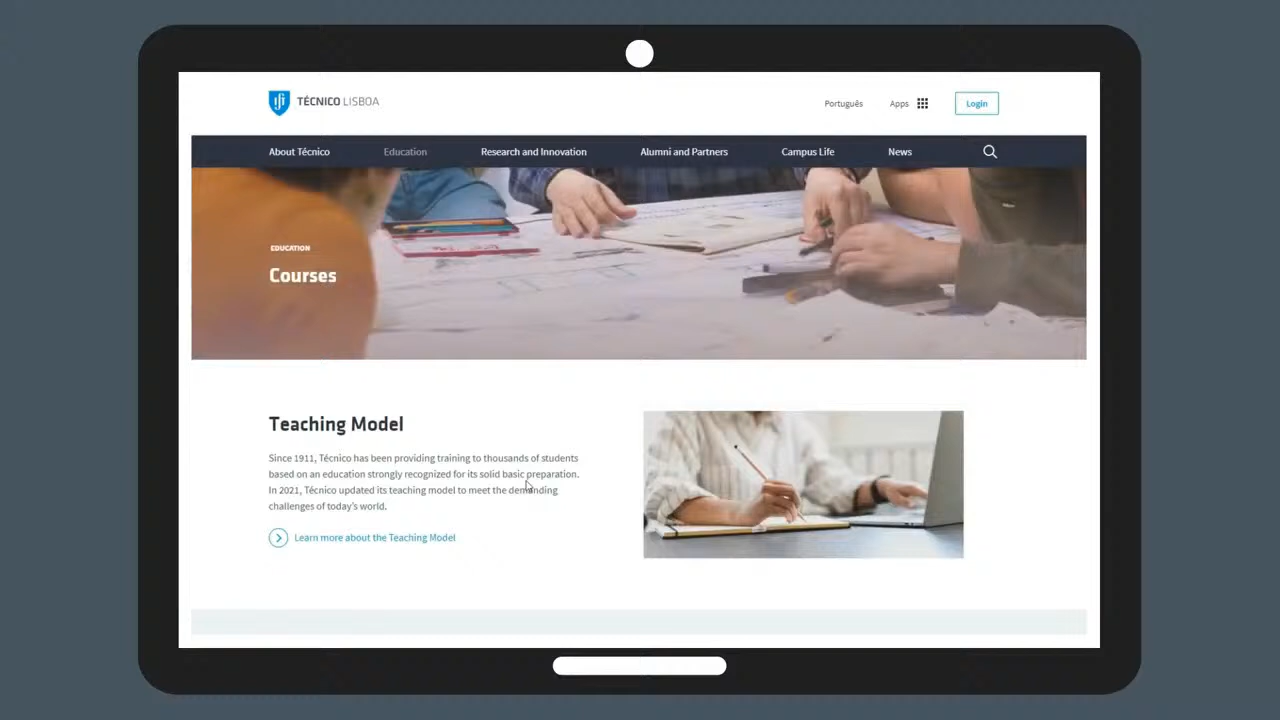 TÉCNICO LISBOA
Português
Apps
Login
About Técnico
Education
Research and Innovation
Alumni and Partners
Campus Life
News
EDUCATION
Courses
Teaching Model
Since 1911, Técnico has been providing training to thousands of students
based on an education strongly recognized for its solid basic preparation.
In 2021, Técnico updated its teaching model to meet the demanding
challenges of today's world.
Learn more about the Teaching Model